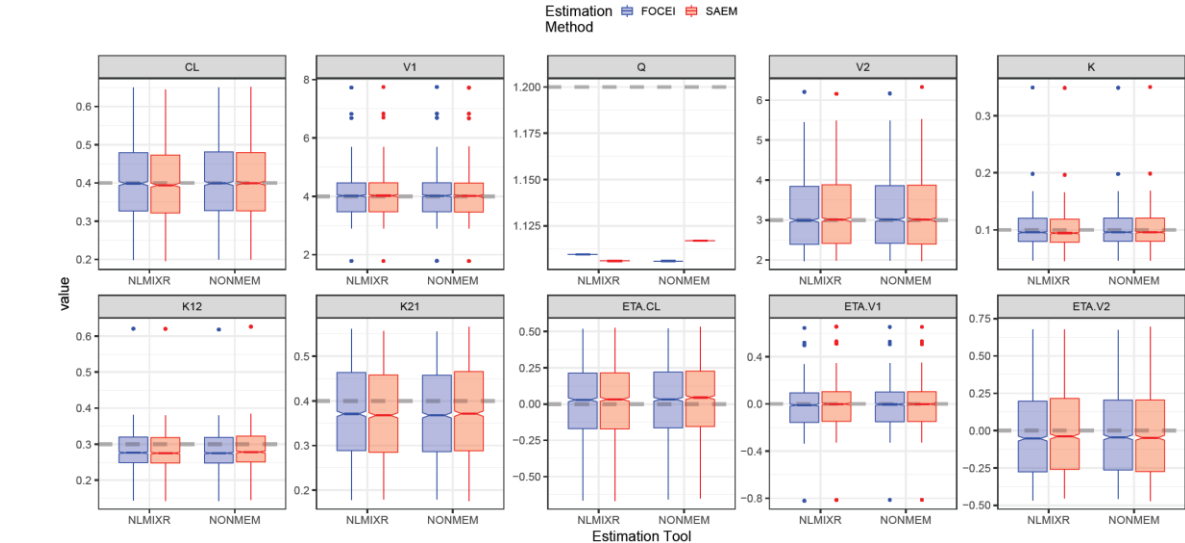 Estimation Method FOCEI SAEM
CL V1 Q V2 K
0.6 0.5 0.4 0.3 0.2
8 6 4 2
1.200 1.175 1.150 1.125
6 5 4 3 2
0.3 0.2 0.1
NLMIXR NONMEM NLMIXR NONMEM NLMIXR NONMEM NLMIXR NONMEM NLMIXR NONMEM
value
K12 K21 ETA.CL ETA.V1 ETA.V2
0.6 0.5 0.4 0.3 0.2
0.5 0.4 0.3 0.2
0.50 0.25 0.00 −0.25 −0.50
0.4 0.0 −0.4 −0.8
0.75 0.50 0.25 0.00 −0.25 −0.50
NLMIXR NONMEM NLMIXR NONMEM NLMIXR NONMEM NLMIXR NONMEM NLMIXR NONMEM
Estimation Tool